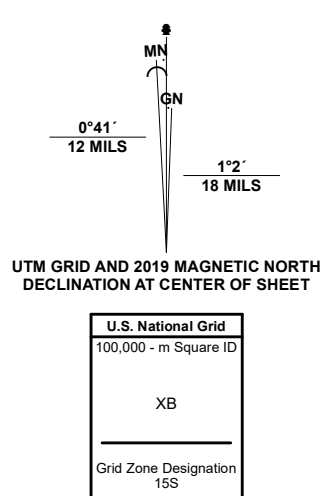 MN
GN
0°41´
12 MILS
1°2´
18 MILS
UTM GRID AND 2019 MAGNETIC NORTH
DECLINATION AT CENTER OF SHEET
U.S. National Grid
100,000 - m Square ID
XB
Grid Zone Designation
15S